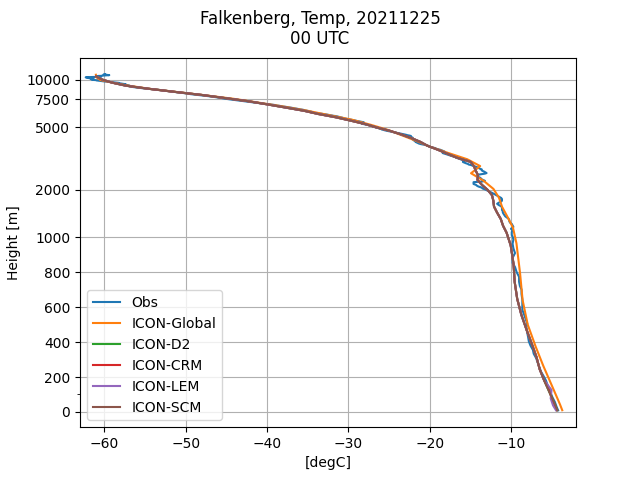 Falkenberg, Temp, 20211225
00 UTC
10000
7500
5000
2000
1000
800
600
400
200
0
Height [m]
Obs
ICON-Global
ICON-D2
ICON-CRM
ICON-LEM
ICON-SCM
−60 −50 −40 −30 −20 −10
[degC]